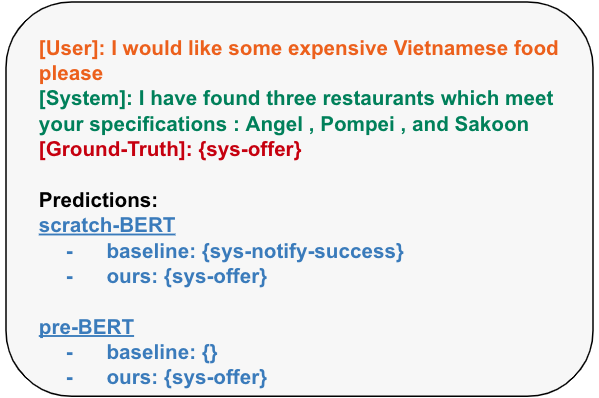 [User]: I would like some expensive Vietnamese food
please
[System]: I have found three restaurants which meet
your specifications : Angel , Pompei , and Sakoon
[Ground-Truth]: {sys-offer}
Predictions:
scratch-BERT
- baseline: {sys-notify-success}
- ours: {sys-offer}
pre-BERT
- baseline: {}
- ours: {sys-offer}